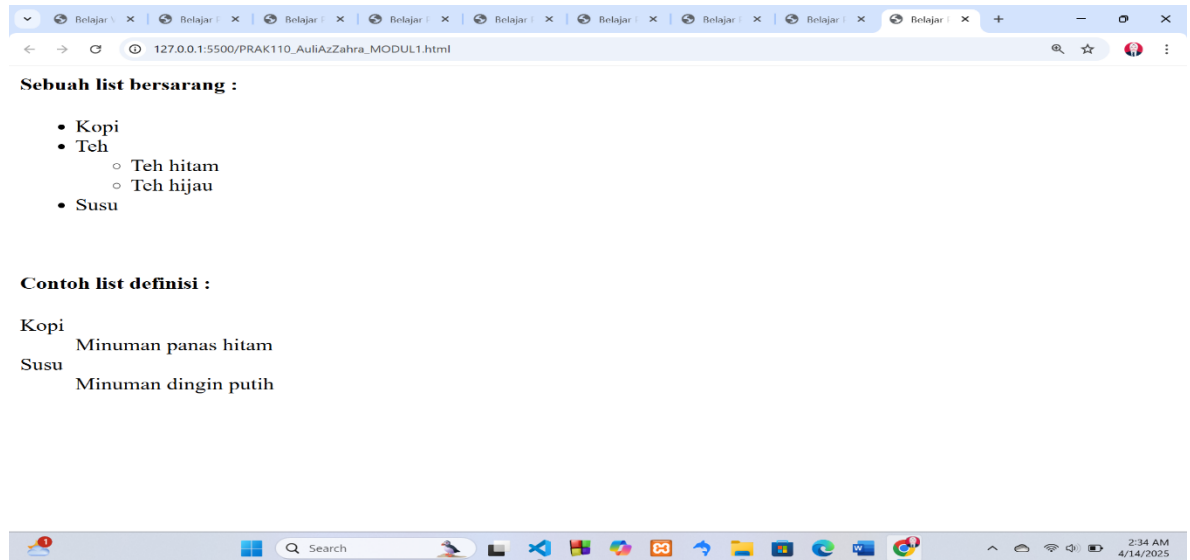 Belajar \ Belajar i Belajar i Belajar i Belajar i Belajar i Belajar i Belajar i Belajar i
127.0.0.1:5500/PRAK110_AuliAzZahra_MODUL1.html
Sebuah list bersarang :
Kopi
Teh
Teh hitam
Teh hijau
Susu
Contoh list definisi :
Kopi
Minuman panas hitam
Susu
Minuman dingin putih
1
Search
2:34 AM
4/14/2025